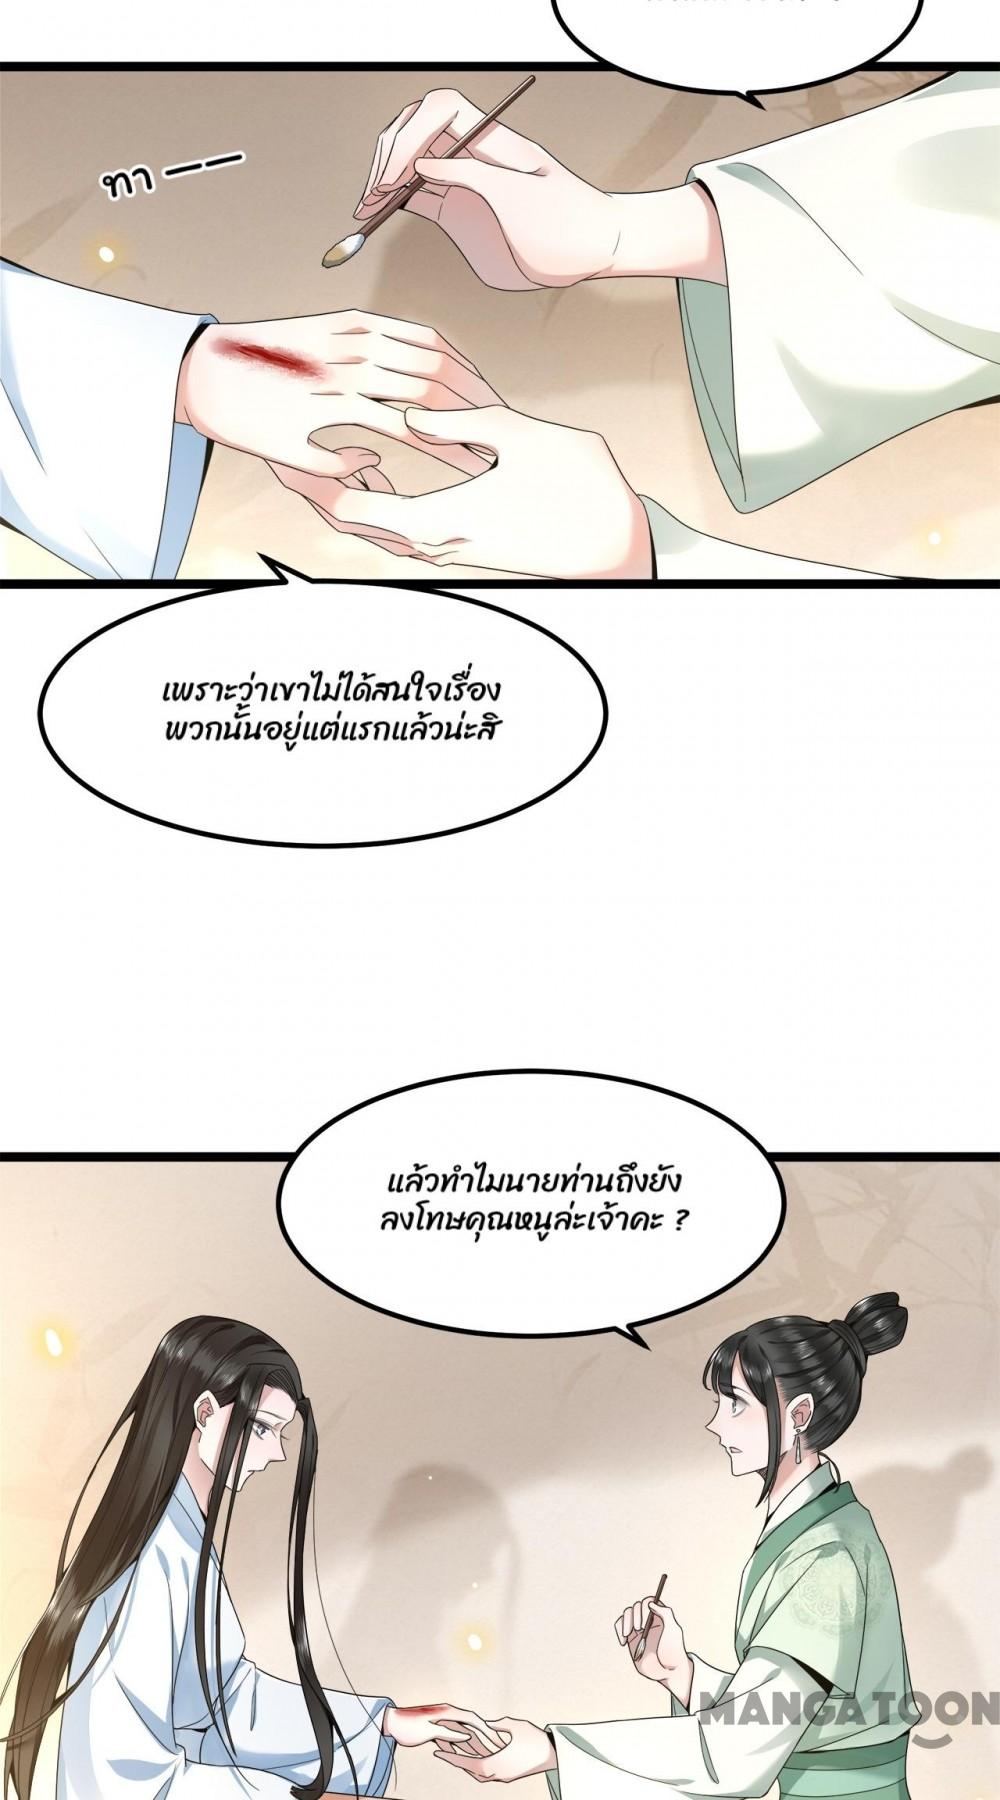 ทา ——
เพราะว่าเขาไม่ได้สนใจเรื่อง
พวกนั้นอยู่แต่แรกแล้วน่ะสิ
แล้วทำไมนายท่านถึงยัง
ลงโทษคุณหนูล่ะเจ้าคะ ?
MANGATOON